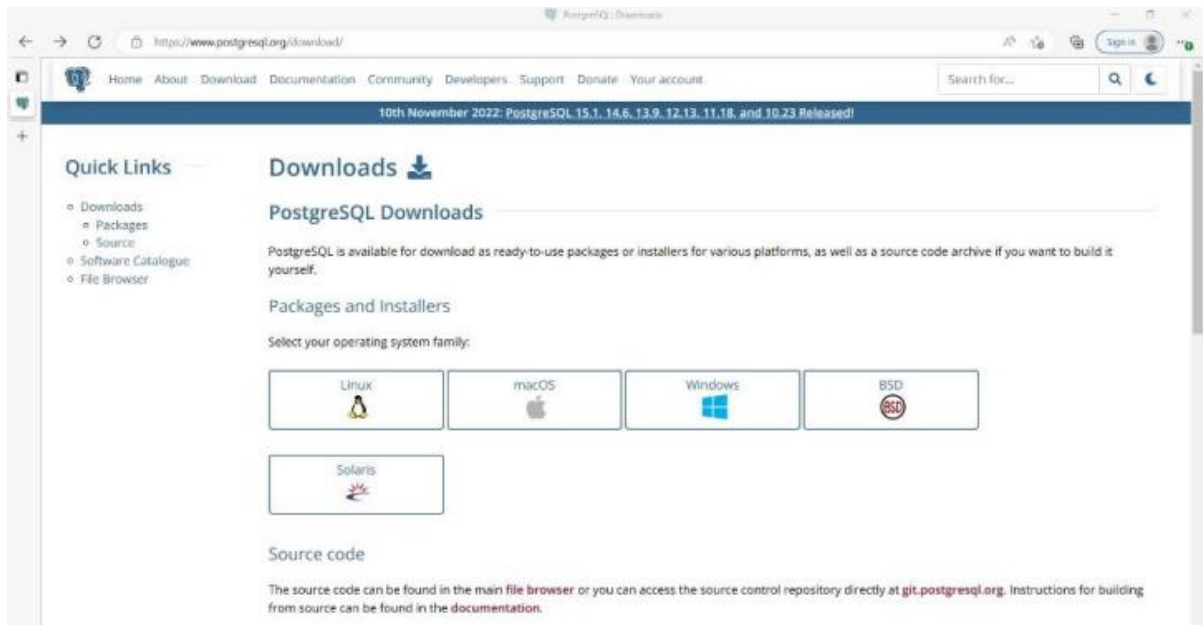 PostgreSQL: Downloads
https://www.postgresql.org/download/
Sign in
Home About Download Documentation Community Developers Support Donate Your account
Search for...
10th November 2022: PostgreSQL 15.1, 14.6, 13.9, 12.13, 11.18, and 10.23 Released!
Quick Links
Downloads
Packages
Source
Software Catalogue
File Browser
Downloads
PostgreSQL Downloads
PostgreSQL is available for download as ready-to-use packages or installers for various platforms, as well as a source code archive if you want to build it
yourself.
Packages and Installers
Select your operating system family:
Linux macOS Windows BSD
BSD
Solaris
Source code
The source code can be found in the main file browser or you can access the source control repository directly at git.postgresql.org. Instructions for building
from source can be found in the documentation.